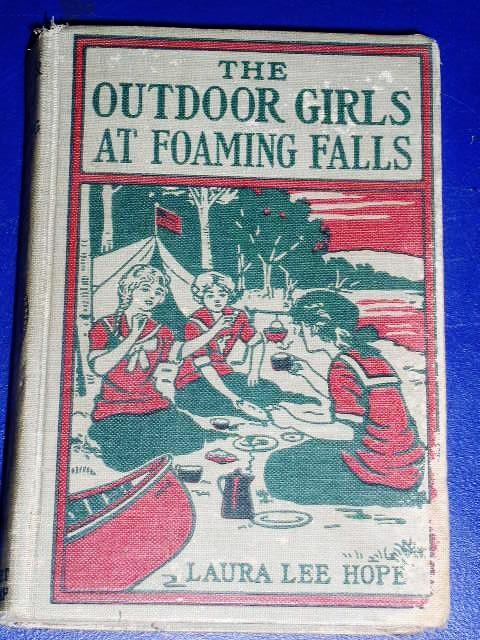 THE
OUTDOOR GIRLS
AT FOAMING FALLS
LAURA LEE HOPE